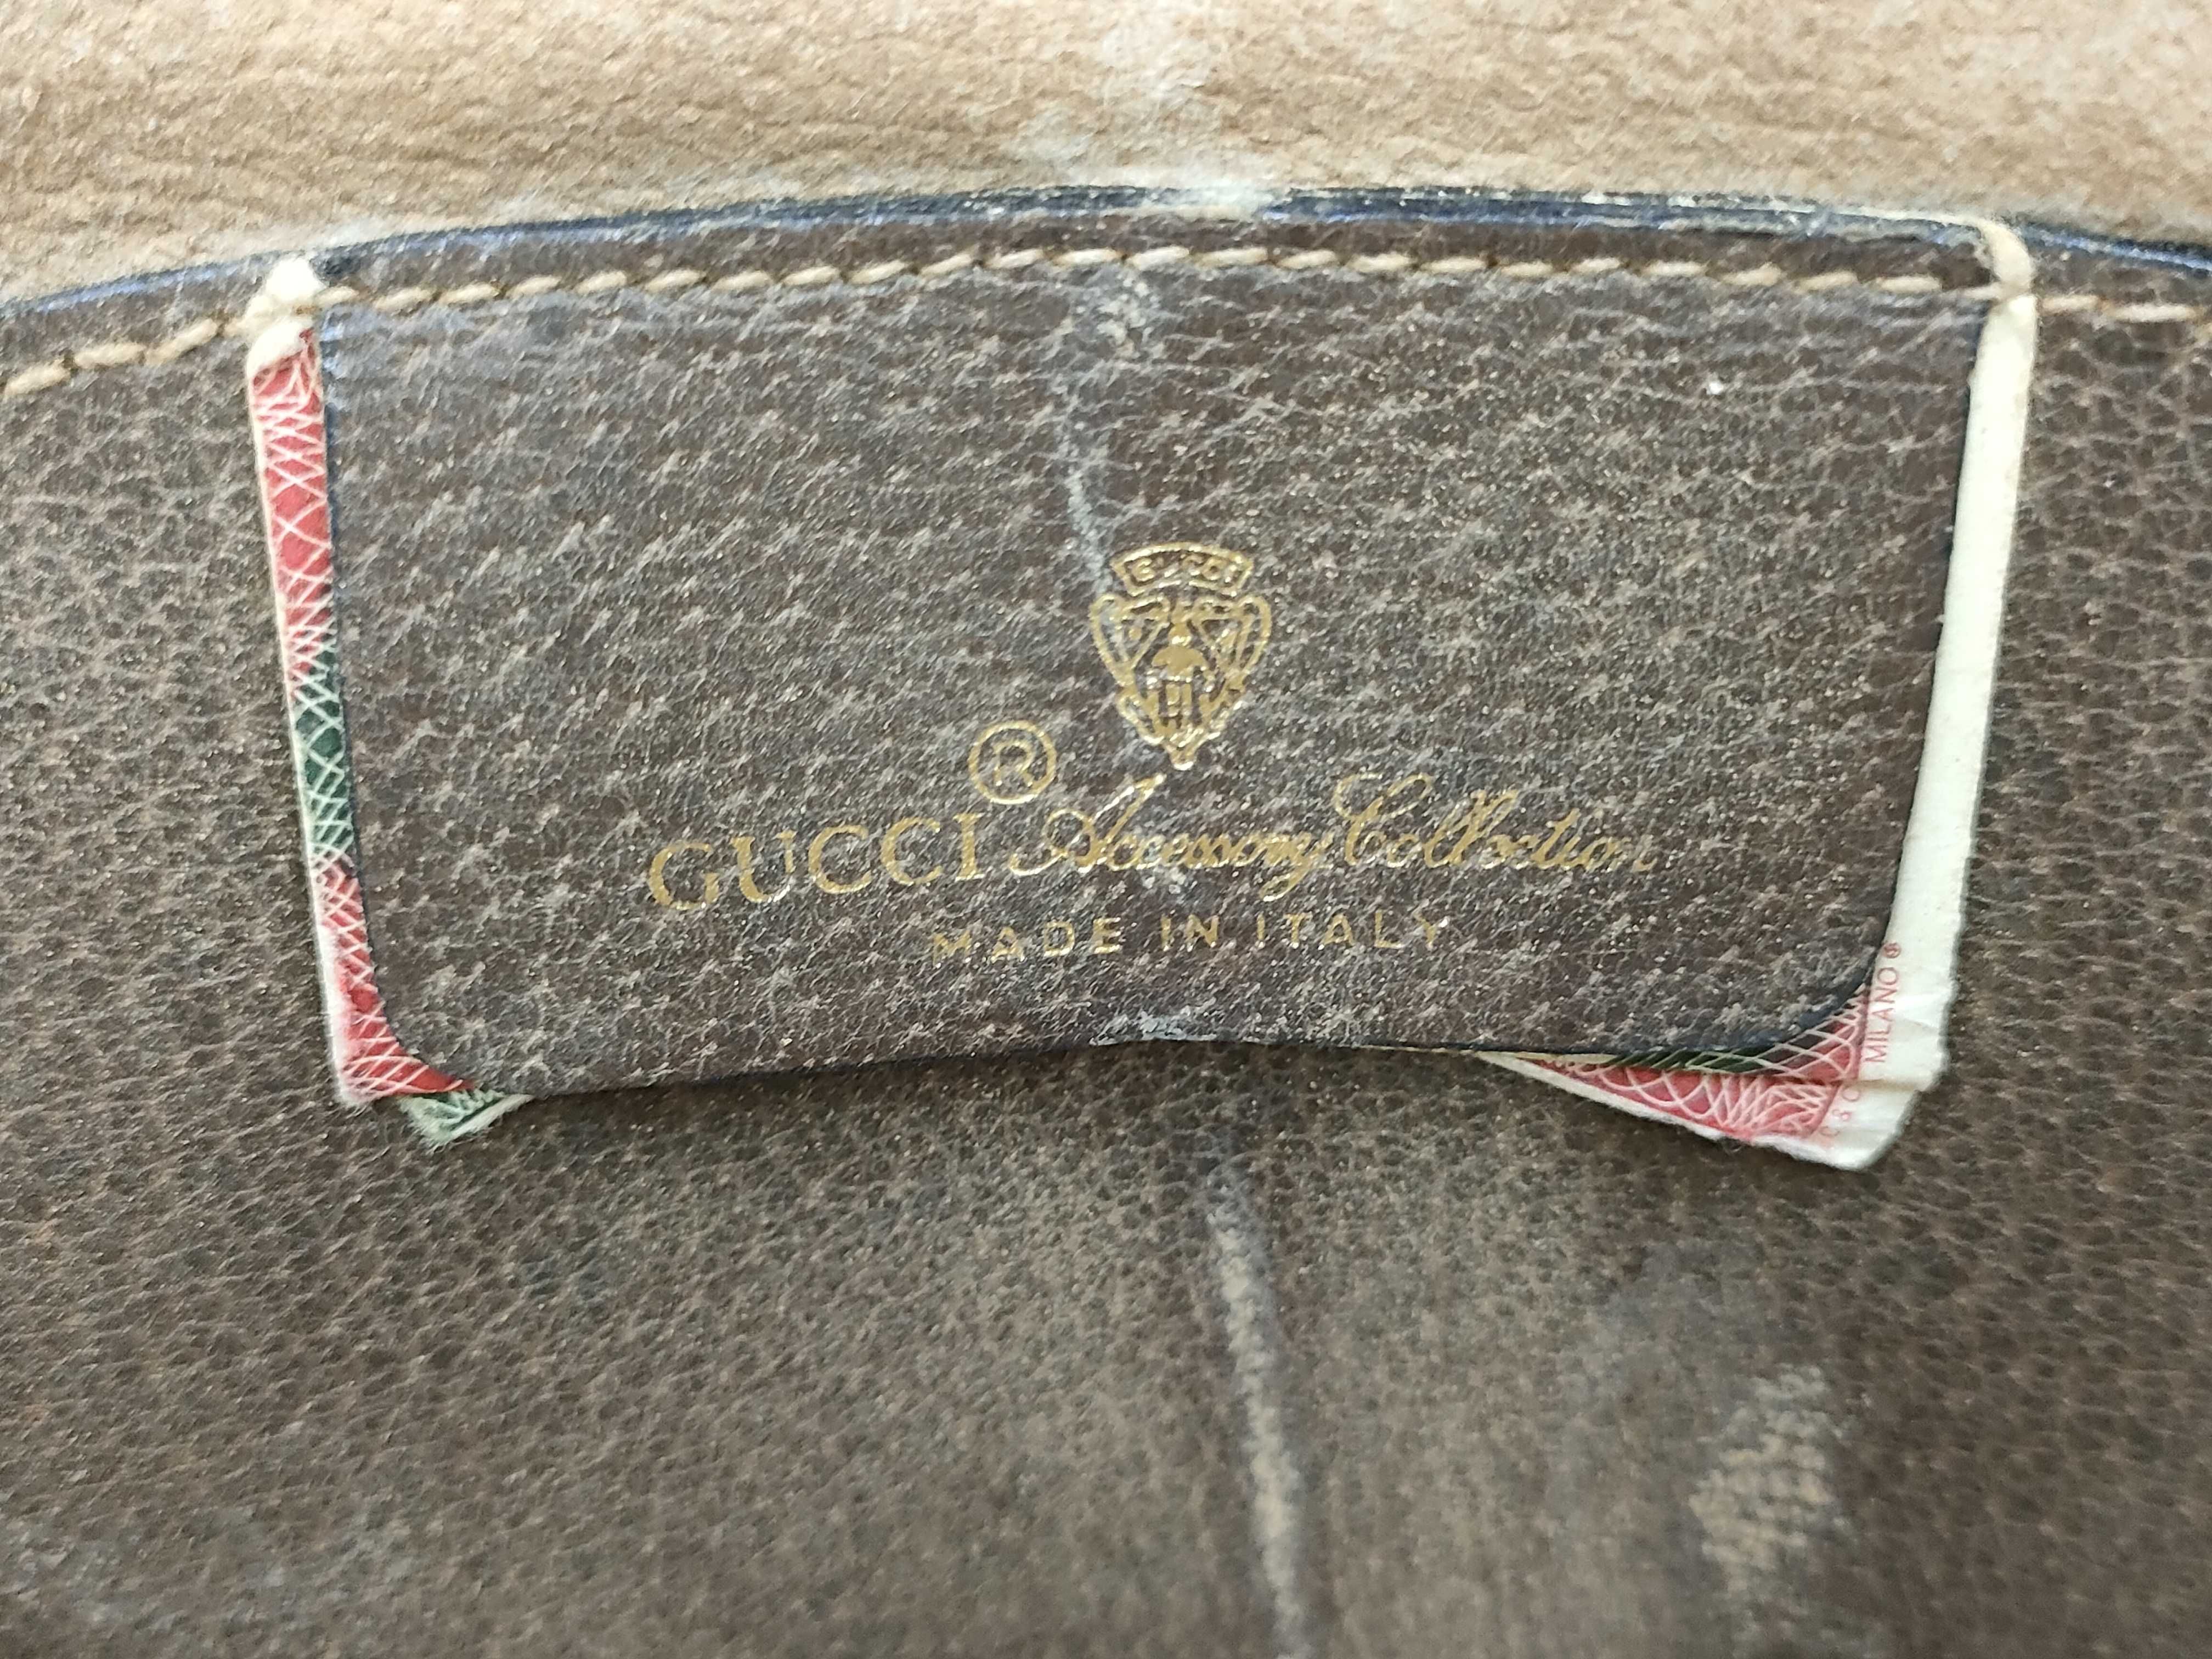 GUCCI
®
GUCCI Accessory Collection
MADE IN ITALY
MILANO®